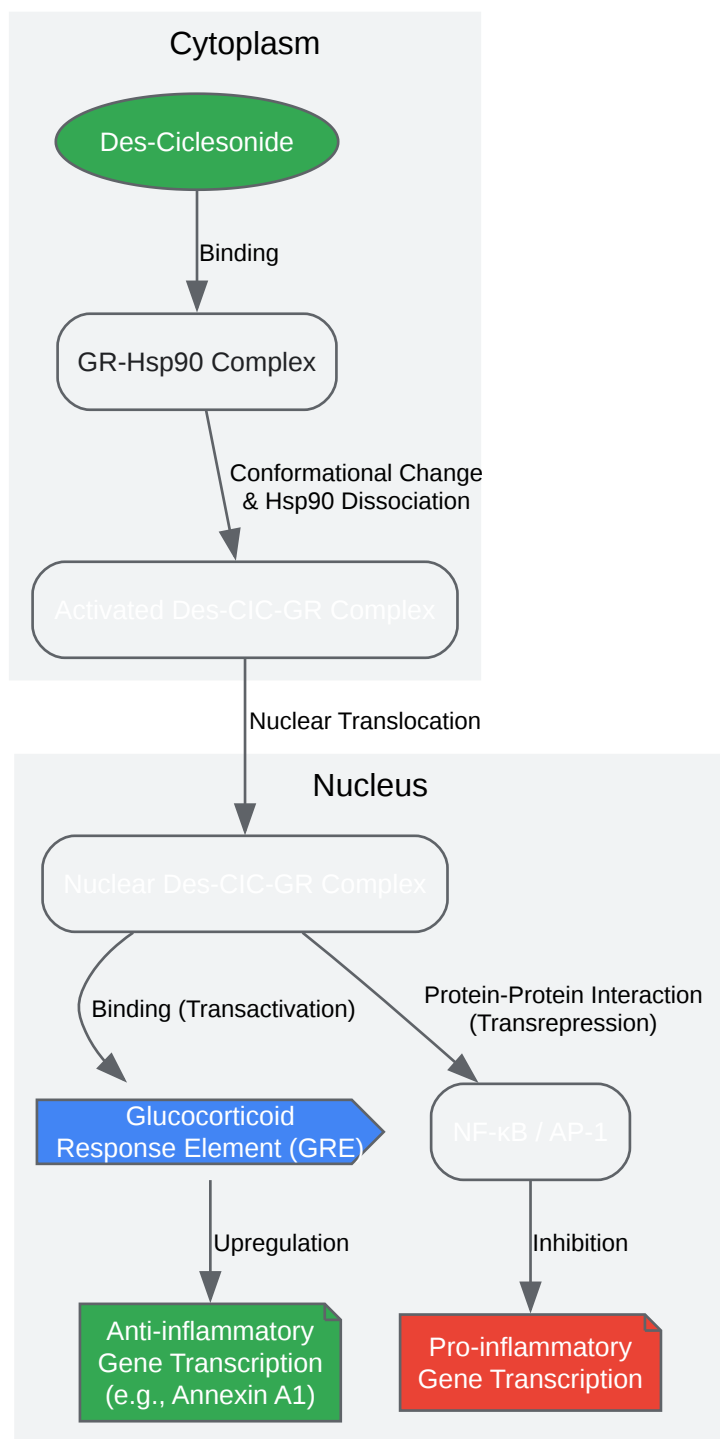 Cytoplasm
Des-Ciclesonide
Binding
GR-Hsp90 Complex
Conformational Change
& Hsp90 Dissociation
Activated Des-CIC-GR Complex
Nuclear Translocation
Nucleus
Nuclear Des-CIC-GR Complex
Binding (Transactivation)
Protein-Protein Interaction
(Transrepression)
Glucocorticoid
Response Element (GRE)
NF-κB / AP-1
Upregulation
Inhibition
Anti-inflammatory
Gene Transcription
(e.g., Annexin A1)
Pro-inflammatory
Gene Transcription